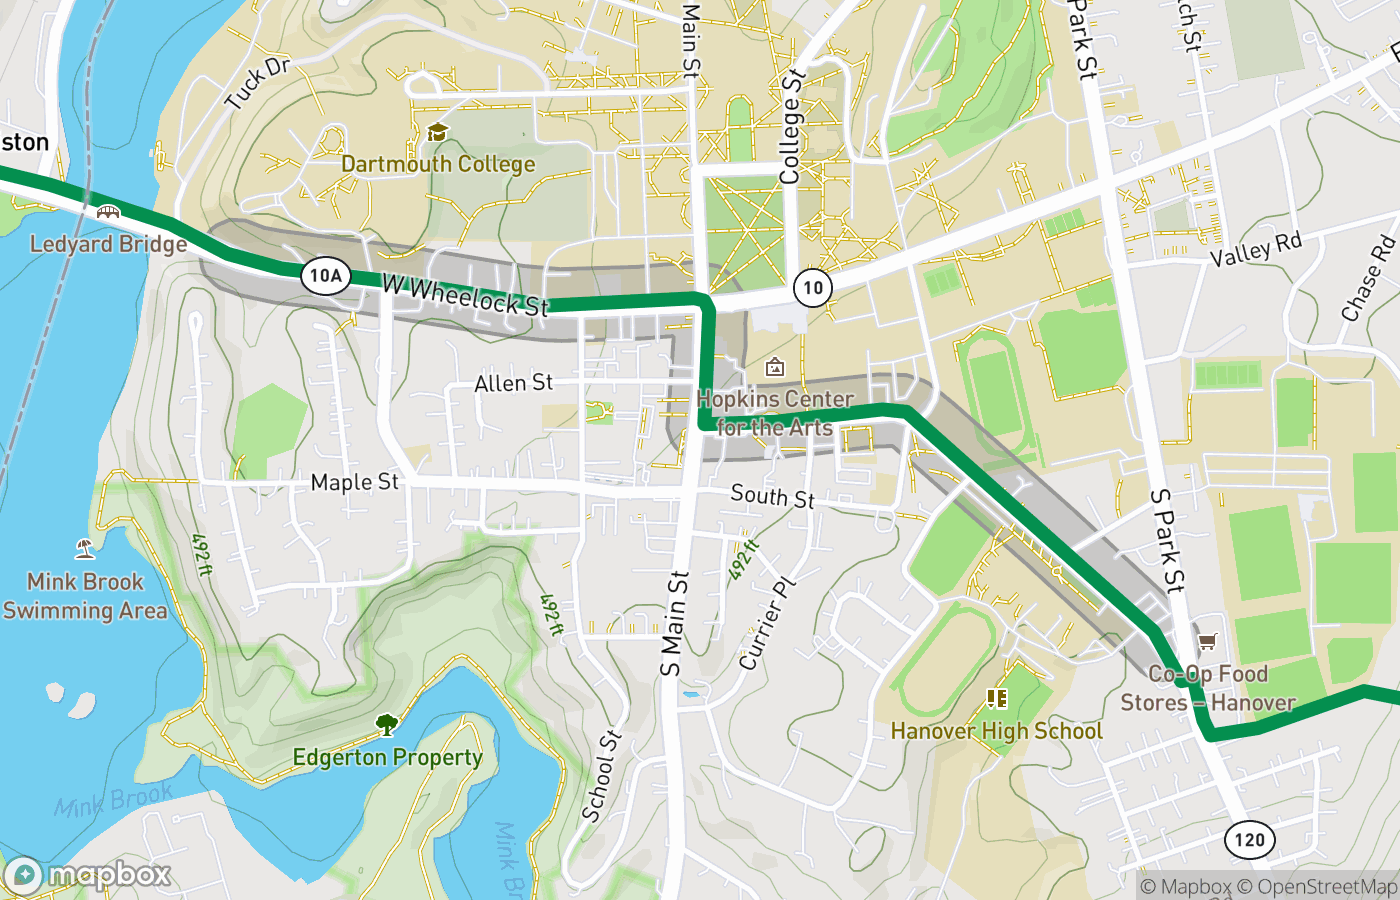 Main St
Park St
tch St
Tuck Dr
College St
ston
Dartmouth College
Ledyard Bridge
10A
W Wheelock St
10
Valley Rd
Chase Rd
Allen St
Hopkins Center
for the Arts
Maple St
South St
S Park St
492 ft
492 ft
492 ft
Mink Brook
Swimming Area
S Main St
Currier Pl
Co-Op Food
Stores – Hanover
Hanover High School
Edgerton Property
School St
Mink Brook
Mink Br
120
mapbox
© Mapbox © OpenStreetMap